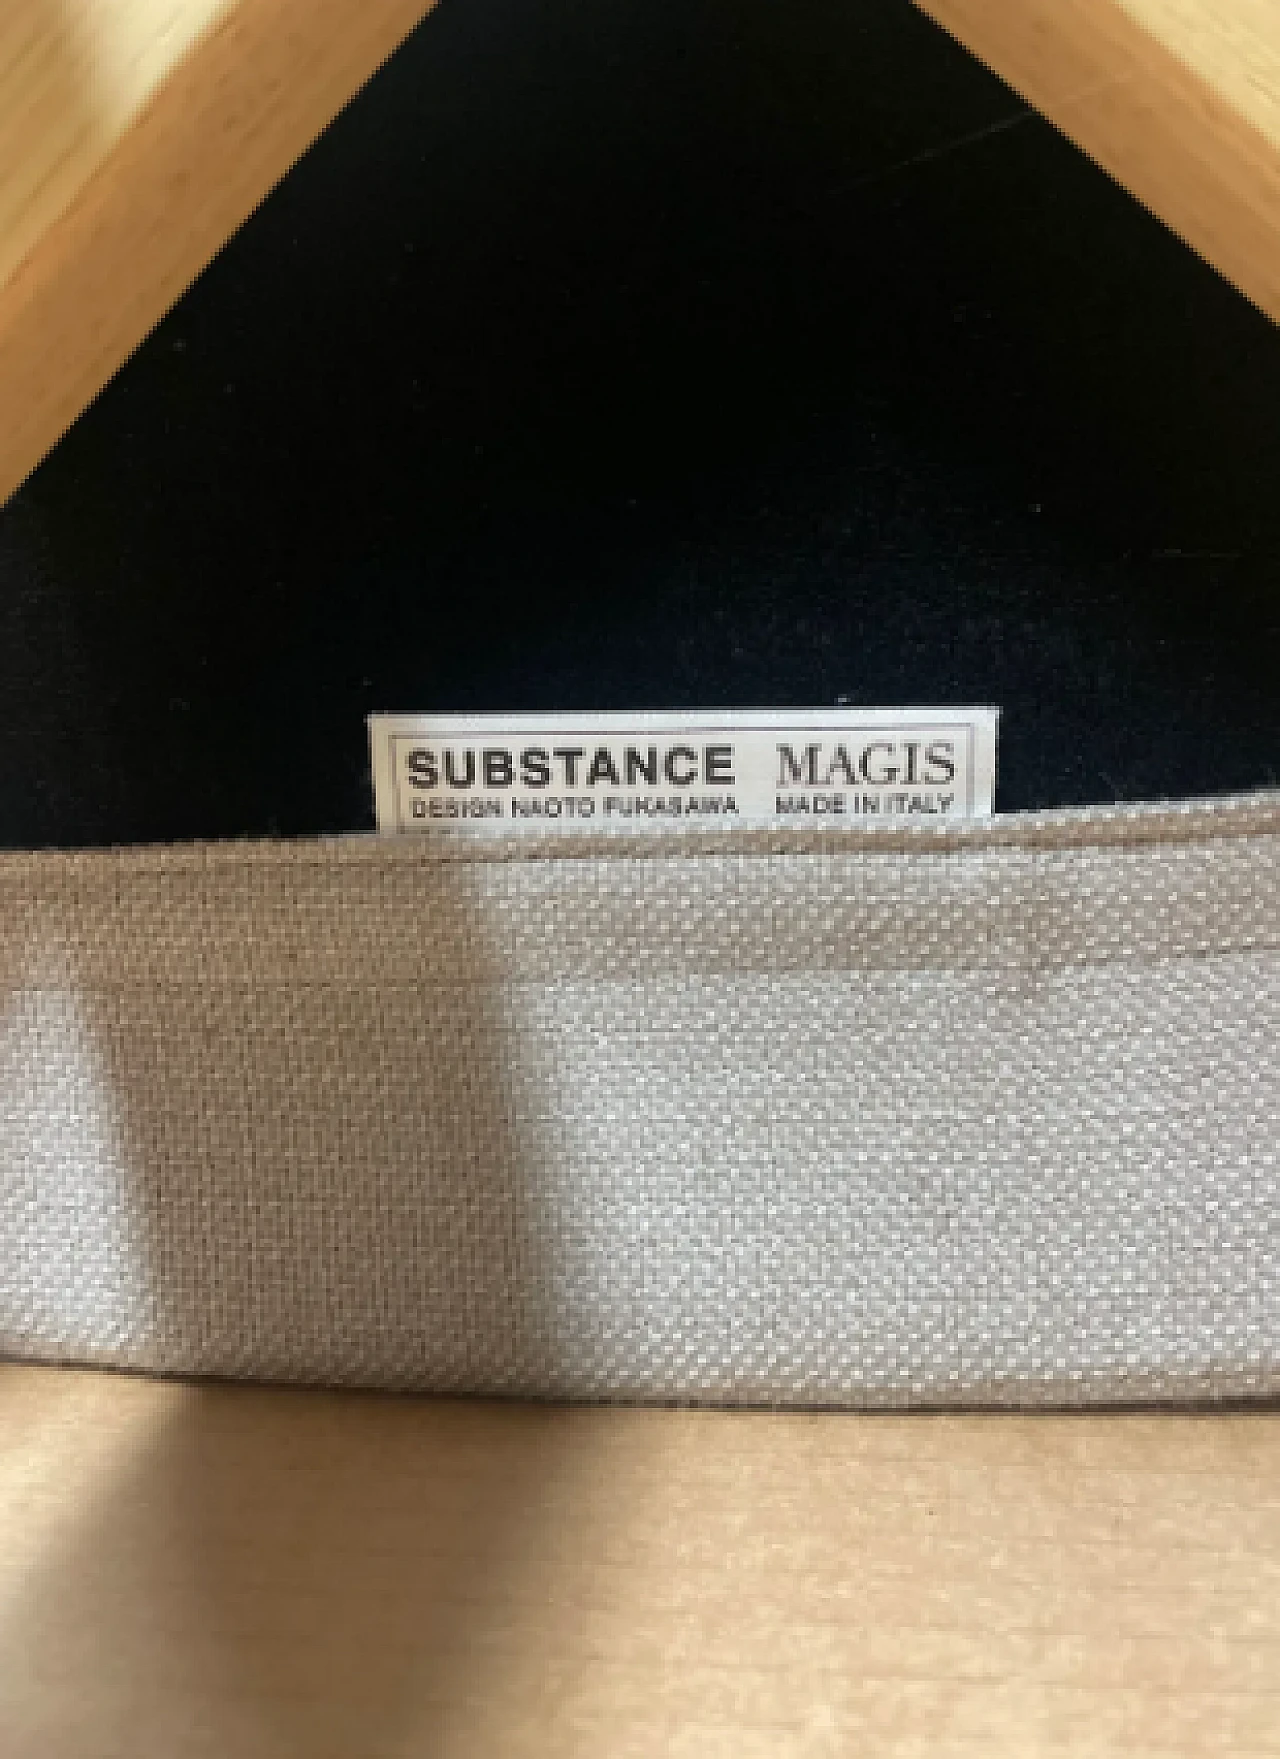 SUBSTANCE MAGIS
DESIGN NAOTO FUKASAWA MADE IN ITALY